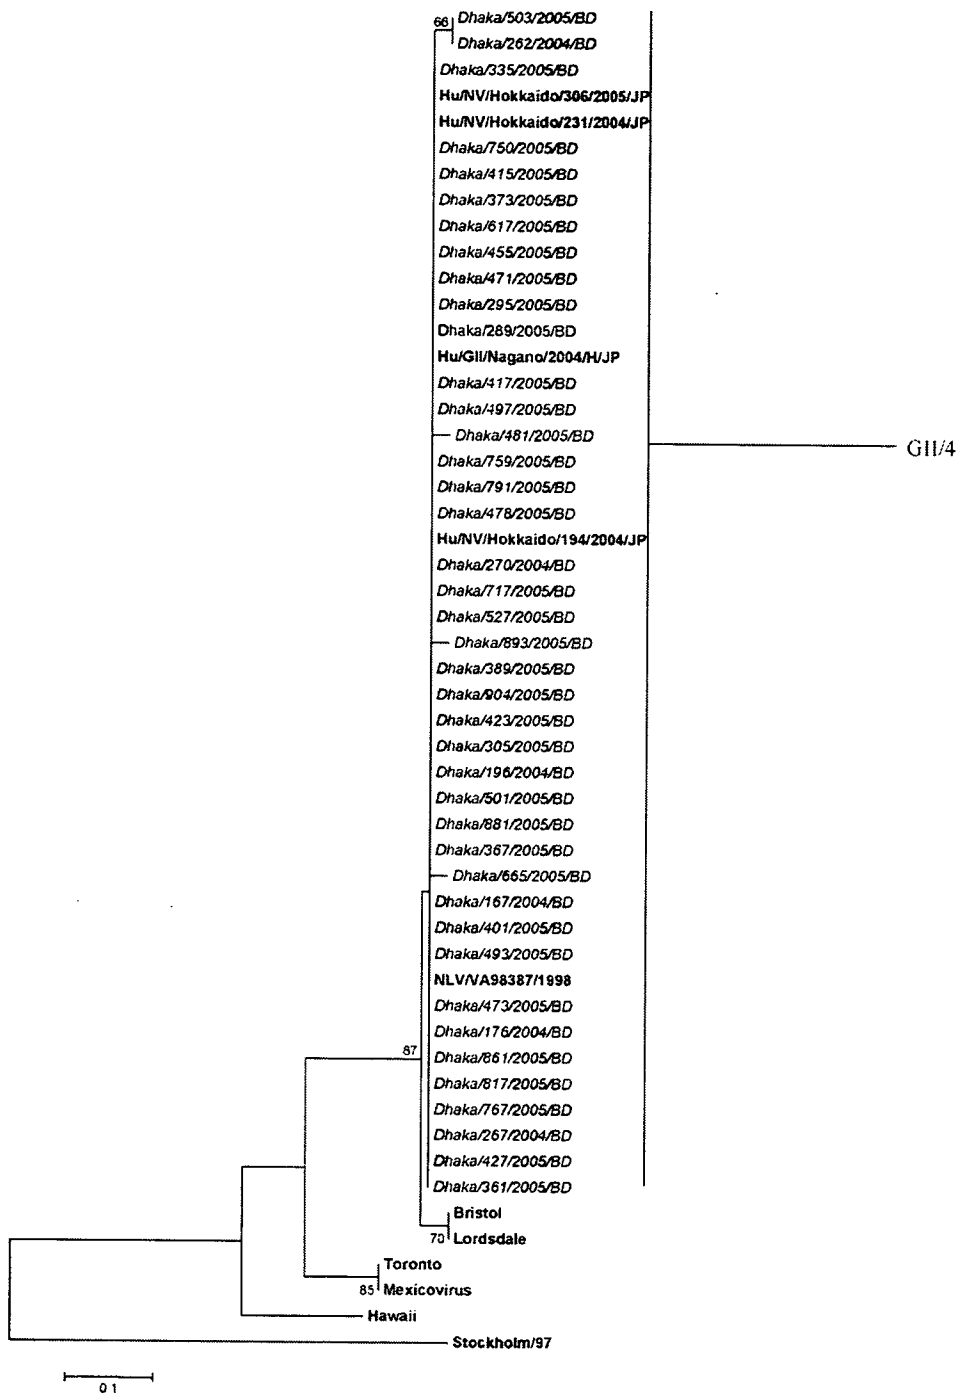 66
Dhaka/503/2005/BD
Dhaka/262/2004/BD
Dhaka/335/2005/BD
Hu/NV/Hokkaido/306/2005/JP
Hu/NV/Hokkaido/231/2004/JP
Dhaka/750/2005/BD
Dhaka/415/2005/BD
Dhaka/373/2005/BD
Dhaka/617/2005/BD
Dhaka/455/2005/BD
Dhaka/471/2005/BD
Dhaka/295/2005/BD
Dhaka/289/2005/BD
Hu/GII/Nagano/2004/H/JP
Dhaka/417/2005/BD
Dhaka/497/2005/BD
Dhaka/481/2005/BD
GII/4
Dhaka/759/2005/BD
Dhaka/791/2005/BD
Dhaka/478/2005/BD
Hu/NV/Hokkaido/194/2004/JP
Dhaka/270/2004/BD
Dhaka/717/2005/BD
Dhaka/527/2005/BD
Dhaka/893/2005/BD
Dhaka/389/2005/BD
Dhaka/904/2005/BD
Dhaka/423/2005/BD
Dhaka/305/2005/BD
Dhaka/196/2004/BD
Dhaka/501/2005/BD
Dhaka/881/2005/BD
Dhaka/367/2005/BD
Dhaka/665/2005/BD
Dhaka/167/2004/BD
Dhaka/401/2005/BD
Dhaka/493/2005/BD
NLV/VA98387/1998
Dhaka/473/2005/BD
Dhaka/176/2004/BD
87
Dhaka/861/2005/BD
Dhaka/817/2005/BD
Dhaka/767/2005/BD
Dhaka/267/2004/BD
Dhaka/427/2005/BD
Dhaka/361/2005/BD
Bristol
70
Lordsdale
Toronto
85
Mexicovirus
Hawaii
Stockholm/97
0.1